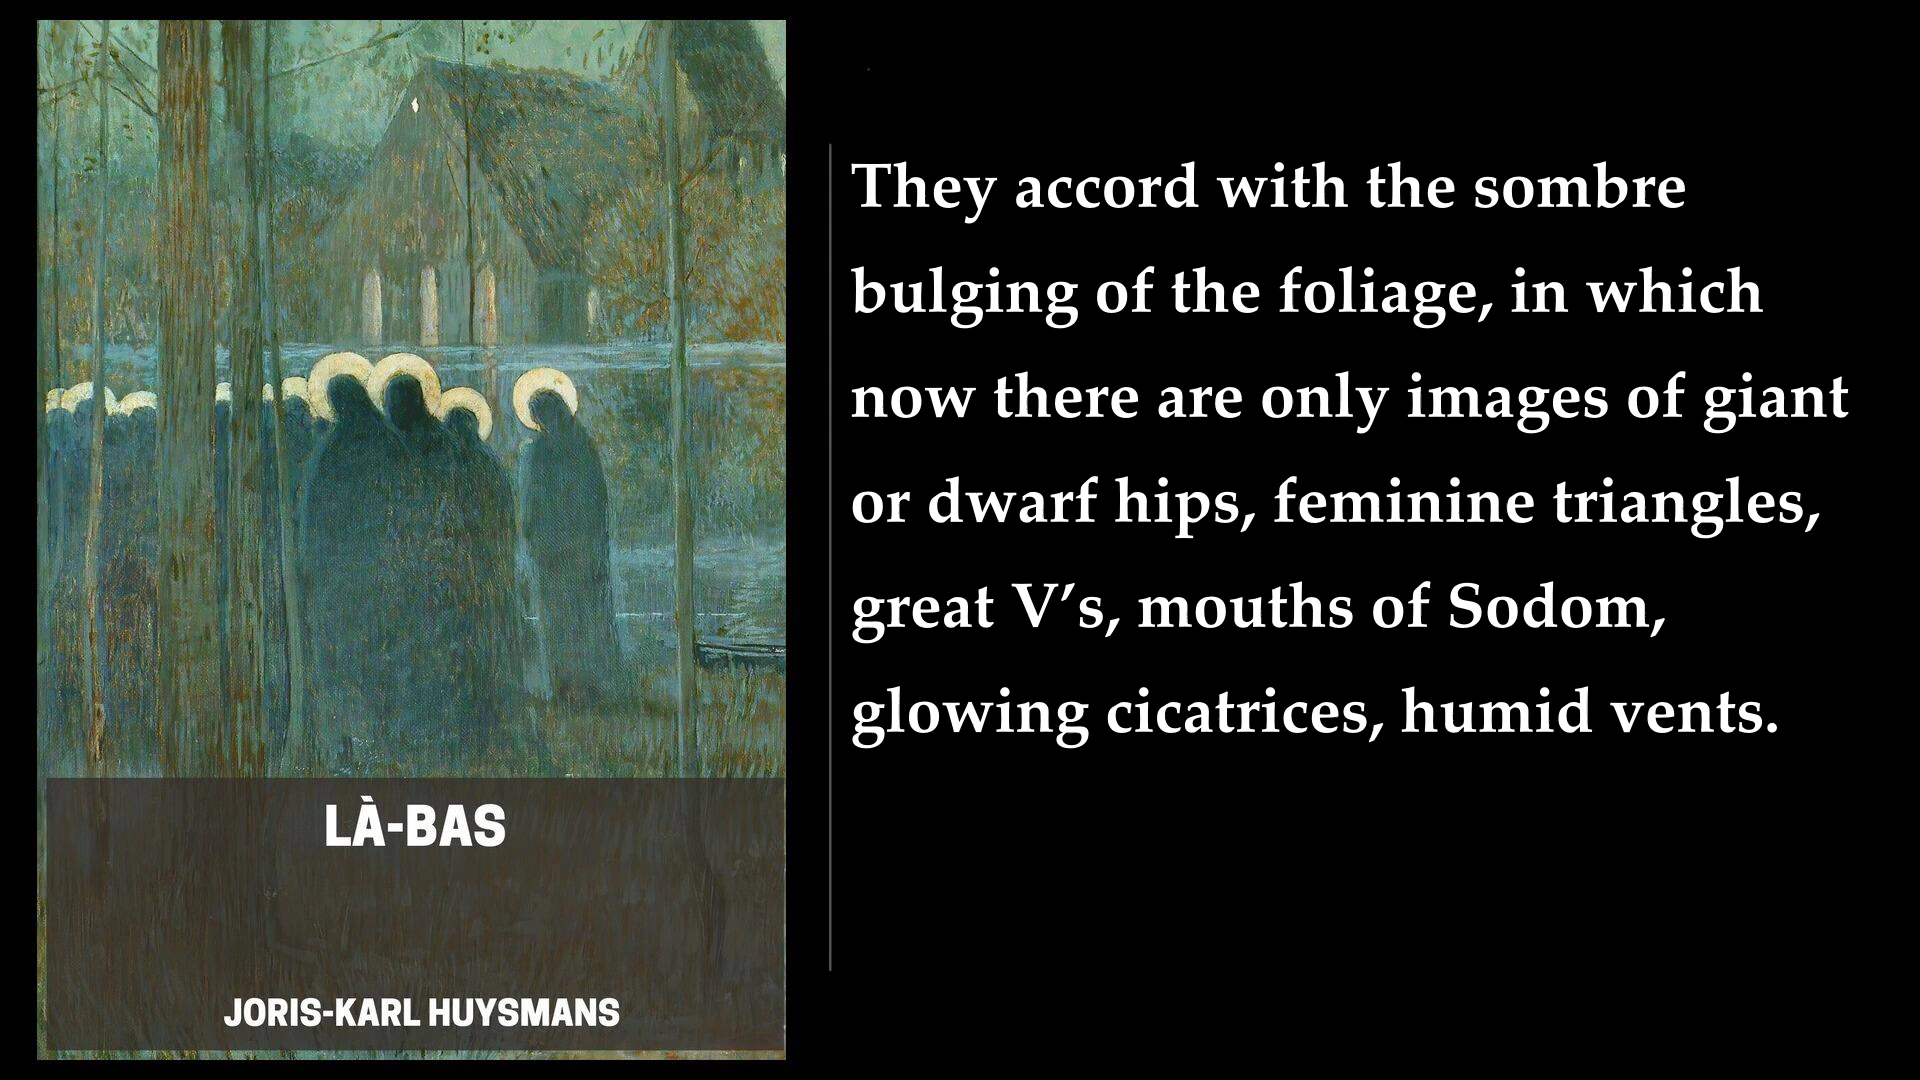 LÀ-BAS
JORIS-KARL HUYSMANS
They accord with the sombre
bulging of the foliage, in which
now there are only images of giant
or dwarf hips, feminine triangles,
great V’s, mouths of Sodom,
glowing cicatrices, humid vents.